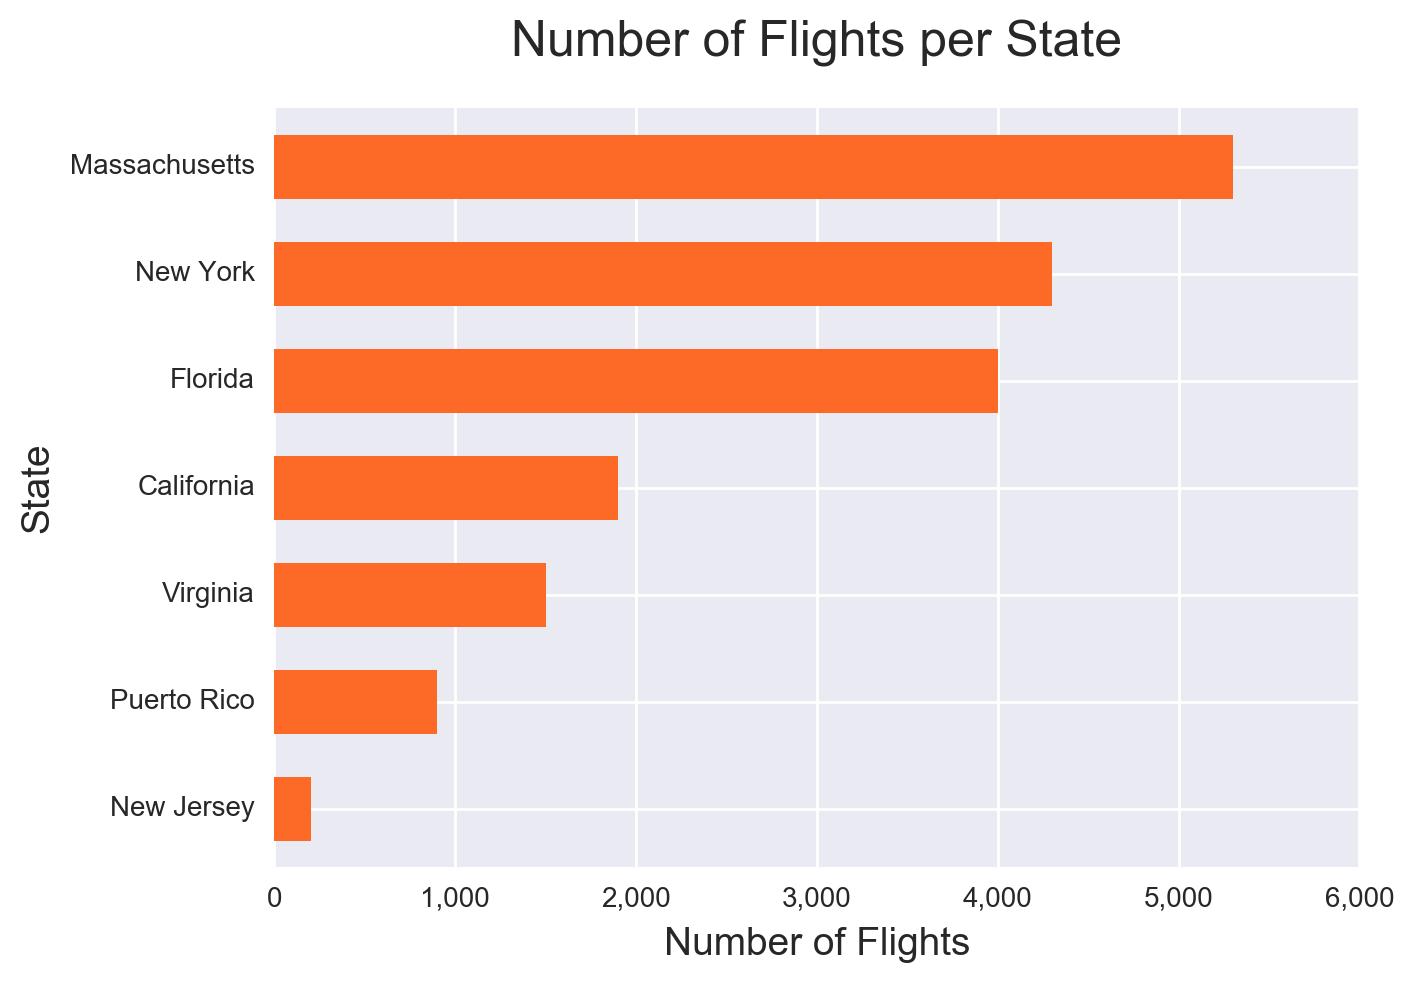 Number of Flights per State
Massachusetts
New York
Florida
California
Virginia
Puerto Rico
New Jersey
State
0 1,000 2,000 3,000 4,000 5,000 6,000
Number of Flights